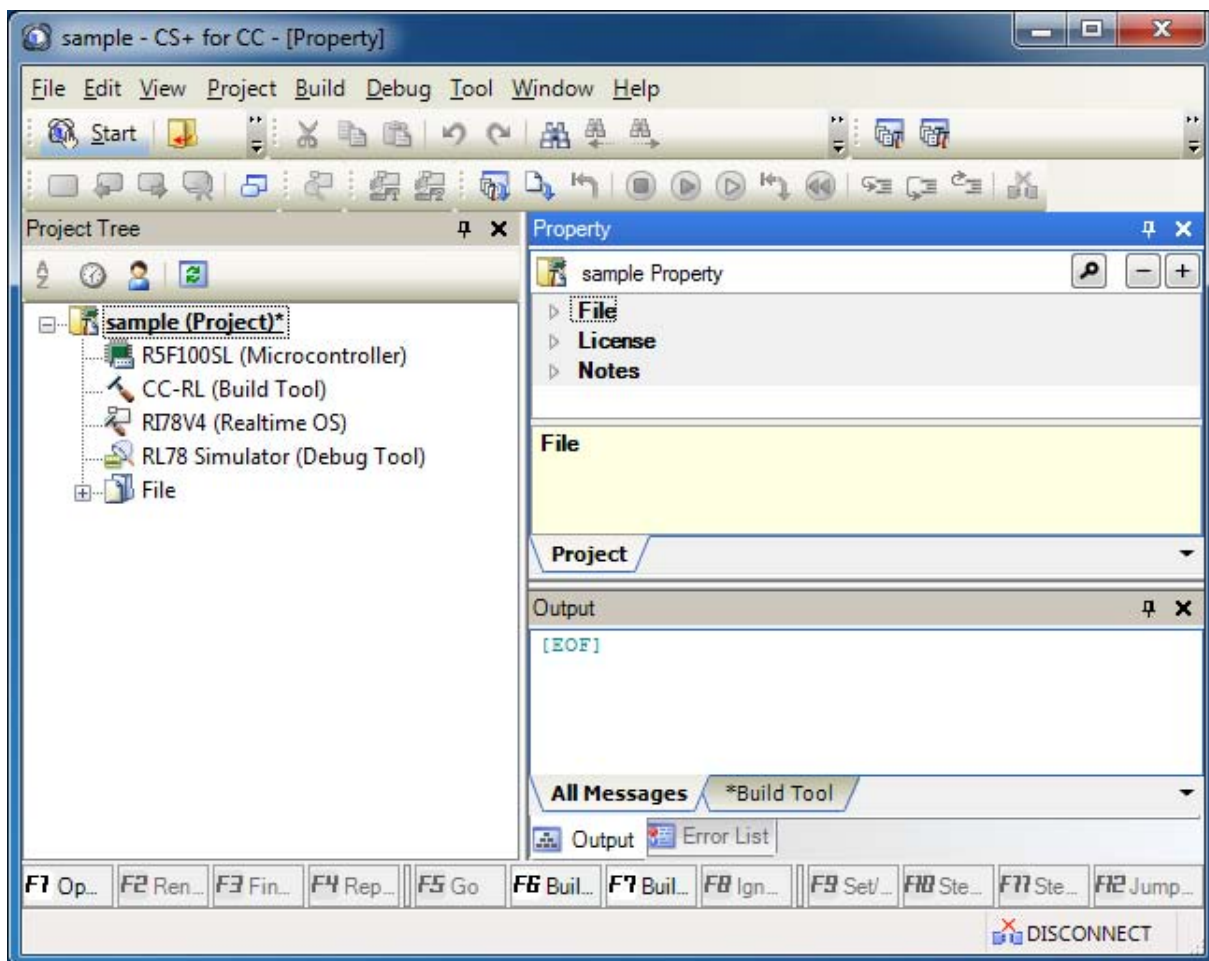 sample - CS+ for CC - [Property]
File Edit View Project Build Debug Tool Window Help
Start
Project Tree
sample (Project)*
R5F100SL (Microcontroller)
CC-RL (Build Tool)
RI78V4 (Realtime OS)
RL78 Simulator (Debug Tool)
File
Property
sample Property
File
License
Notes
File
Project
Output
[EOF]
All Messages *Build Tool
Output Error List
F1 Op... F2 Ren... F3 Fin... F4 Rep... F5 Go F6 Buil... F7 Buil... F8 Ign... F9 Set/... F10 Ste... F11 Ste... F12 Jump...
DISCONNECT